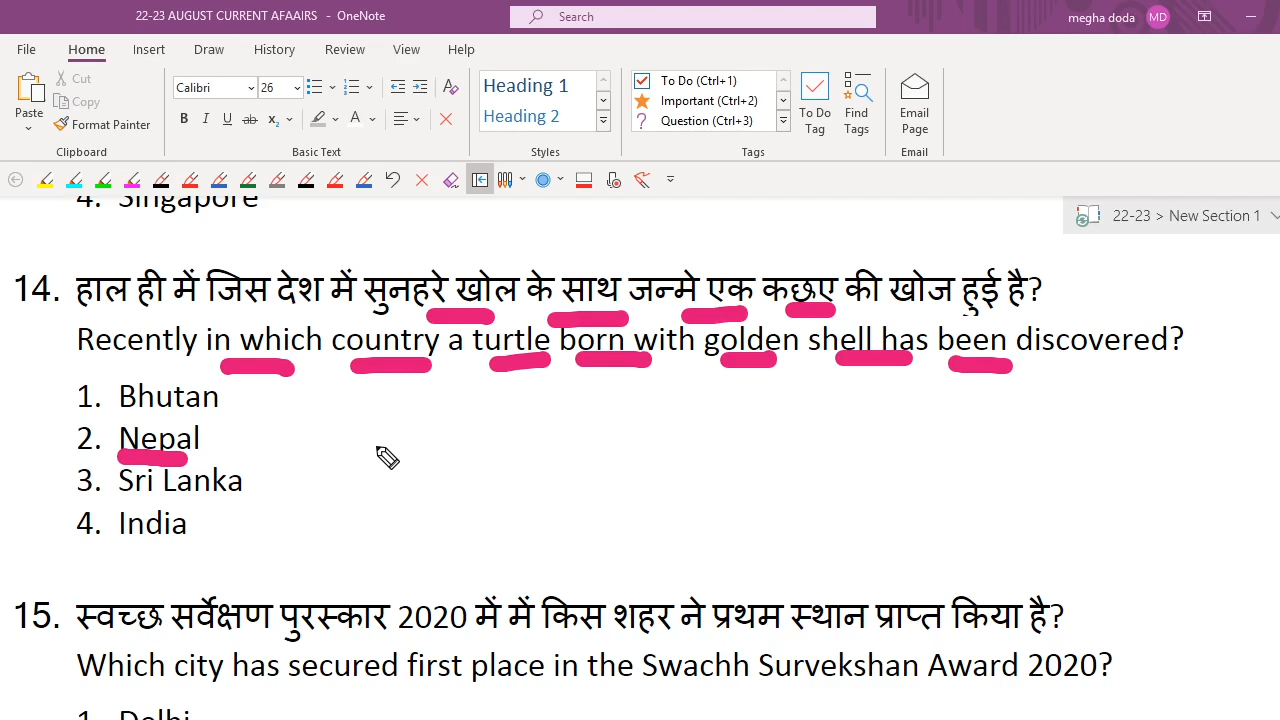 22-23 AUGUST CURRENT AFAAIRS - OneNote
Search
megha doda MD
File Home Insert Draw History Review View Help
Paste
Cut
Copy
Format Painter
Clipboard
Calibri 26
B I U ab x2 A
Basic Text
Heading 1
Heading 2
Styles
To Do (Ctrl+1)
Important (Ctrl+2)
? Question (Ctrl+3)
Tags
To Do Tag
Find Tags
Email Page
Email
4. Singapore
22-23 > New Section 1
14. हाल ही में जिस देश में सुनहरे खोल के साथ जन्मे एक कछए की खोज हुई है?
Recently in which country a turtle born with golden shell has been discovered?
1. Bhutan
2. Nepal
3. Sri Lanka
4. India
15. स्वच्छ सर्वेक्षण पुरस्कार 2020 में में किस शहर ने प्रथम स्थान प्राप्त किया है?
Which city has secured first place in the Swachh Survekshan Award 2020?
1. Delhi